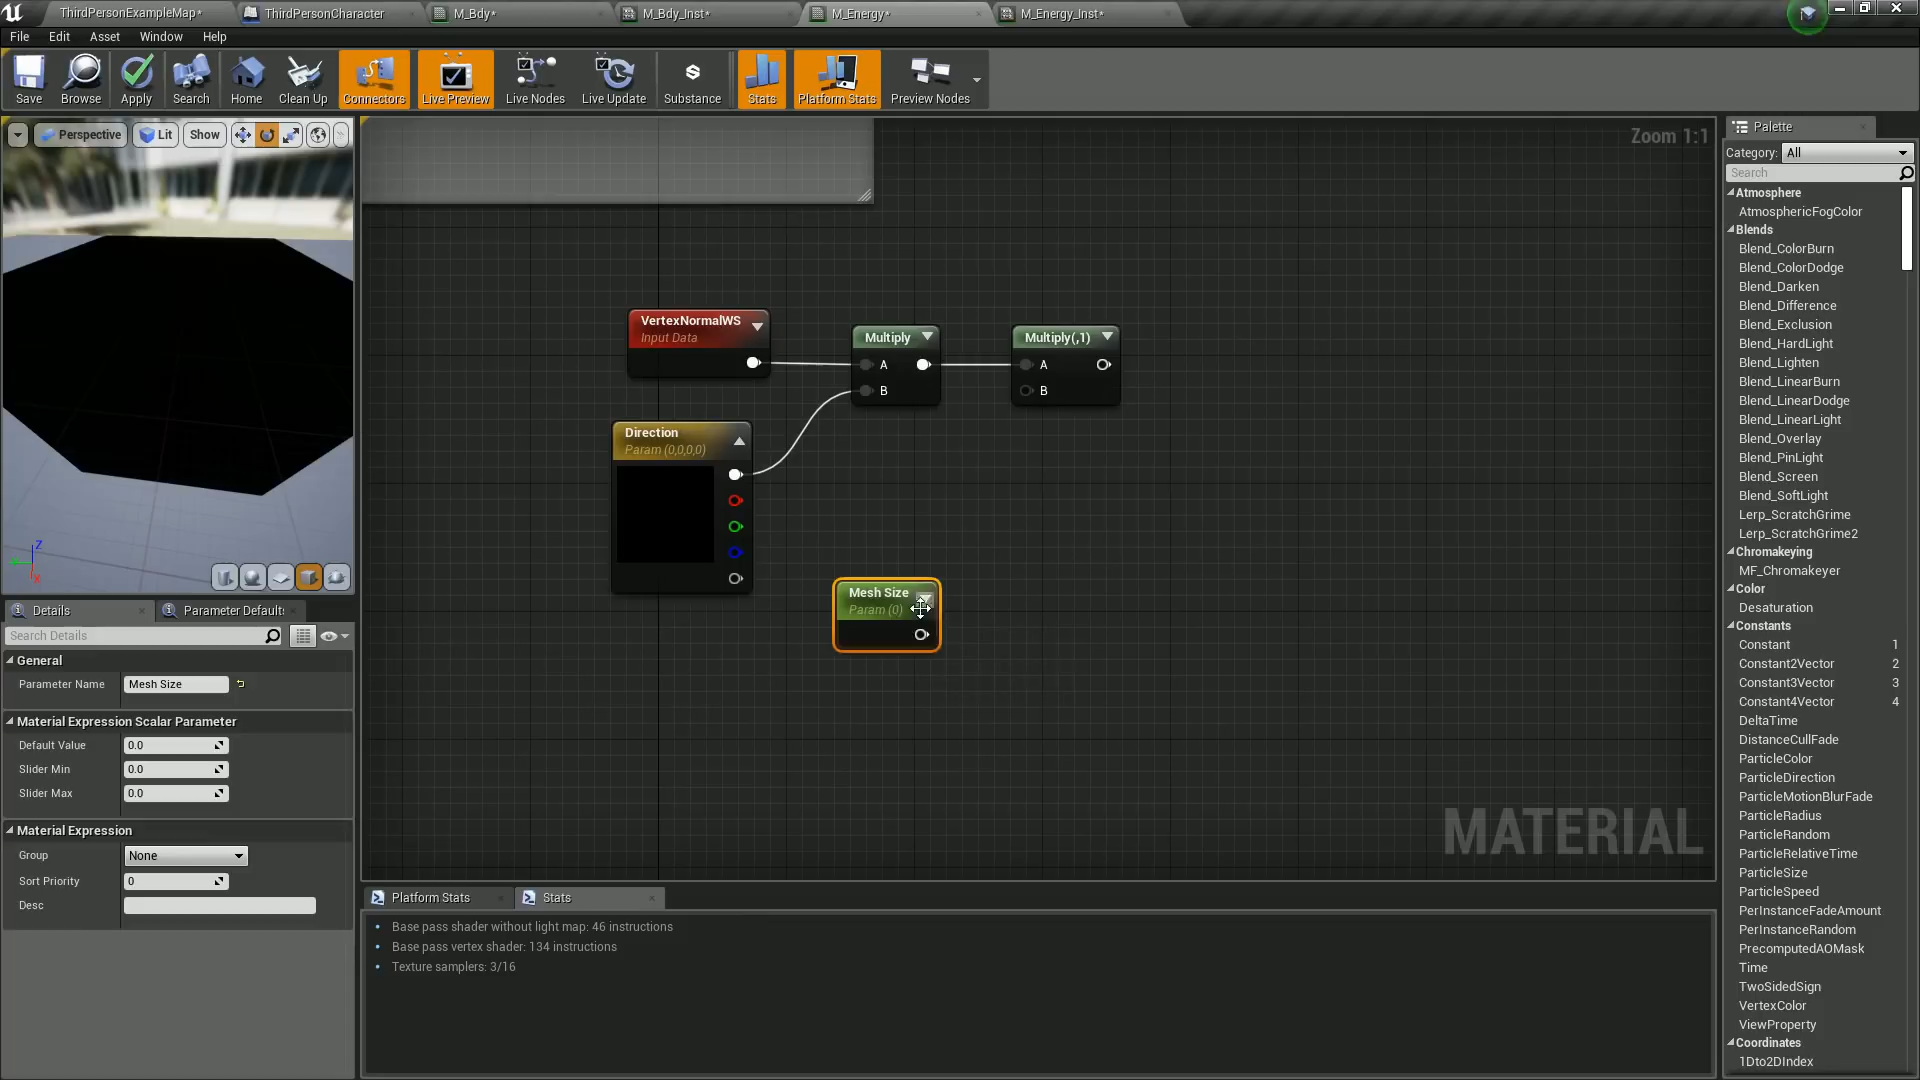 ThirdPersonExampleMap*
ThirdPersonCharacter
M_Bdy*
M_Bdy_Inst*
M_Energy*
M_Energy_Inst*
File
Edit
Asset
Window
Help
Save
Browse
Apply
Search
Home
Clean Up
Connectors
Live Preview
Live Nodes
Live Update
Substance
Stats
Platform Stats
Preview Nodes
Perspective
Lit
Show
Z
X
Zoom 1:1
VertexNormalWS
Input Data
Multiply
A
B
Multiply(,1)
A
B
Direction
Param (0,0,0,0)
Mesh Size
Param (0)
MATERIAL
Details
Parameter Defaults
Search Details
General
Parameter Name
Mesh Size
Material Expression Scalar Parameter
Default Value
0.0
Slider Min
0.0
Slider Max
0.0
Material Expression
Group
None
Sort Priority
0
Desc
Platform Stats
Stats
Base pass shader without light map: 46 instructions
Base pass vertex shader: 134 instructions
Texture samplers: 3/16
Palette
Category:
All
Search
Atmosphere
AtmosphericFogColor
Blends
Blend_ColorBurn
Blend_ColorDodge
Blend_Darken
Blend_Difference
Blend_Exclusion
Blend_HardLight
Blend_Lighten
Blend_LinearBurn
Blend_LinearDodge
Blend_LinearLight
Blend_Overlay
Blend_PinLight
Blend_Screen
Blend_SoftLight
Lerp_ScratchGrime
Lerp_ScratchGrime2
Chromakeying
MF_Chromakeyer
Color
Desaturation
Constants
Constant 1
Constant2Vector 2
Constant3Vector 3
Constant4Vector 4
DeltaTime
DistanceCullFade
ParticleColor
ParticleDirection
ParticleMotionBlurFade
ParticleRadius
ParticleRandom
ParticleRelativeTime
ParticleSize
ParticleSpeed
PerInstanceFadeAmount
PerInstanceRandom
PrecomputedAOMask
Time
TwoSidedSign
VertexColor
ViewProperty
Coordinates
1Dto2DIndex